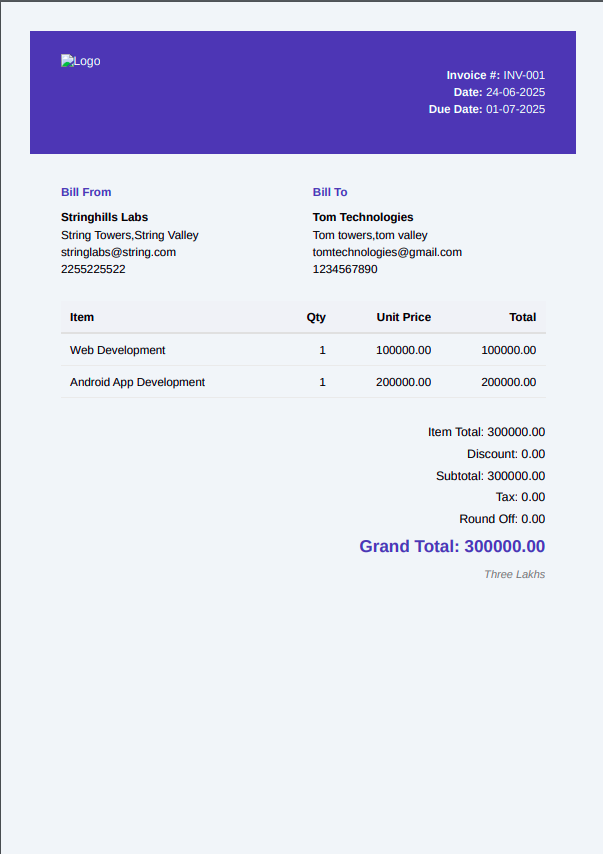 Logo
Invoice #: INV-001
Date: 24-06-2025
Due Date: 01-07-2025
Bill From
Stringhills Labs
String Towers,String Valley
stringlabs@string.com
2255225522
Bill To
Tom Technologies
Tom towers,tom valley
tomtechnologies@gmail.com
1234567890
Item Qty Unit Price Total
Web Development 1 100000.00 100000.00
Android App Development 1 200000.00 200000.00
Item Total: 300000.00
Discount: 0.00
Subtotal: 300000.00
Tax: 0.00
Round Off: 0.00
Grand Total: 300000.00
Three Lakhs